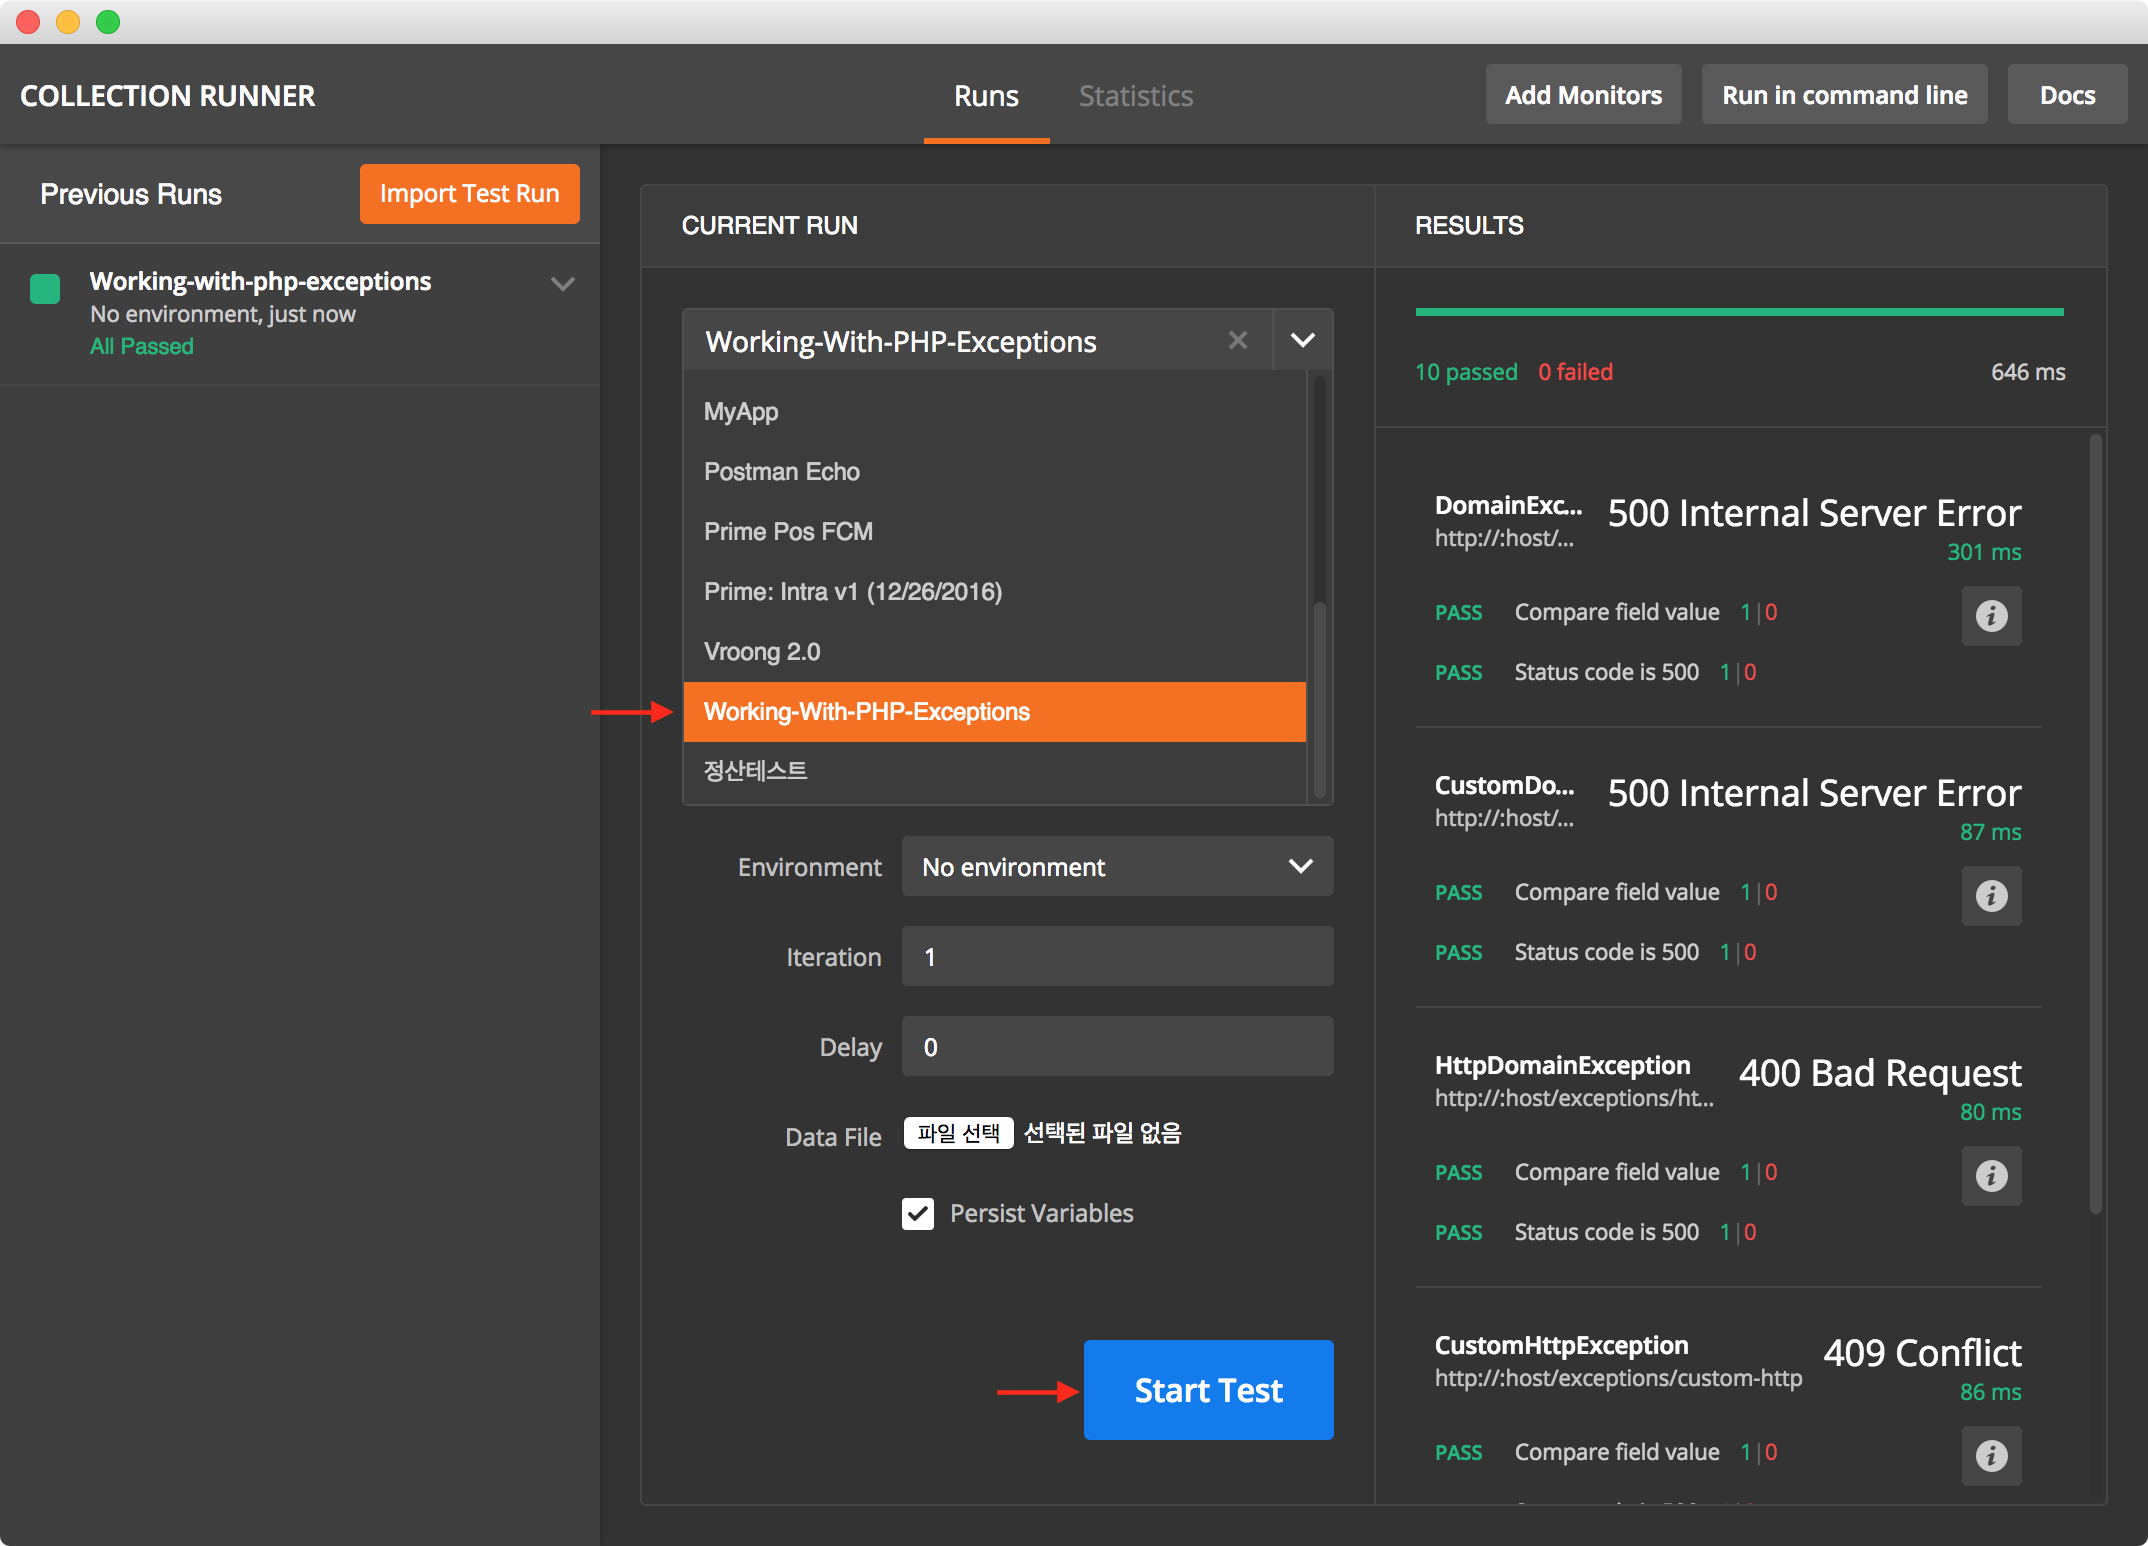 COLLECTION RUNNER
Runs
Statistics
Add Monitors
Run in command line
Docs
Previous Runs
Import Test Run
Working-with-php-exceptions
No environment, just now
All Passed
CURRENT RUN
Working-With-PHP-Exceptions
MyApp
Postman Echo
Prime Pos FCM
Prime: Intra v1 (12/26/2016)
Vroong 2.0
Working-With-PHP-Exceptions
정산테스트
Environment
No environment
Iteration
1
Delay
0
Data File
파일 선택 선택된 파일 없음
Persist Variables
Start Test
RESULTS
10 passed 0 failed
646 ms
DomainExc...
500 Internal Server Error
http://:host/...
301 ms
PASS Compare field value 1|0
PASS Status code is 500 1|0
CustomDo...
500 Internal Server Error
http://:host/...
87 ms
PASS Compare field value 1|0
PASS Status code is 500 1|0
HttpDomainException
400 Bad Request
http://:host/exceptions/ht...
80 ms
PASS Compare field value 1|0
PASS Status code is 500 1|0
CustomHttpException
409 Conflict
http://:host/exceptions/custom-http
86 ms
PASS Compare field value 1|0